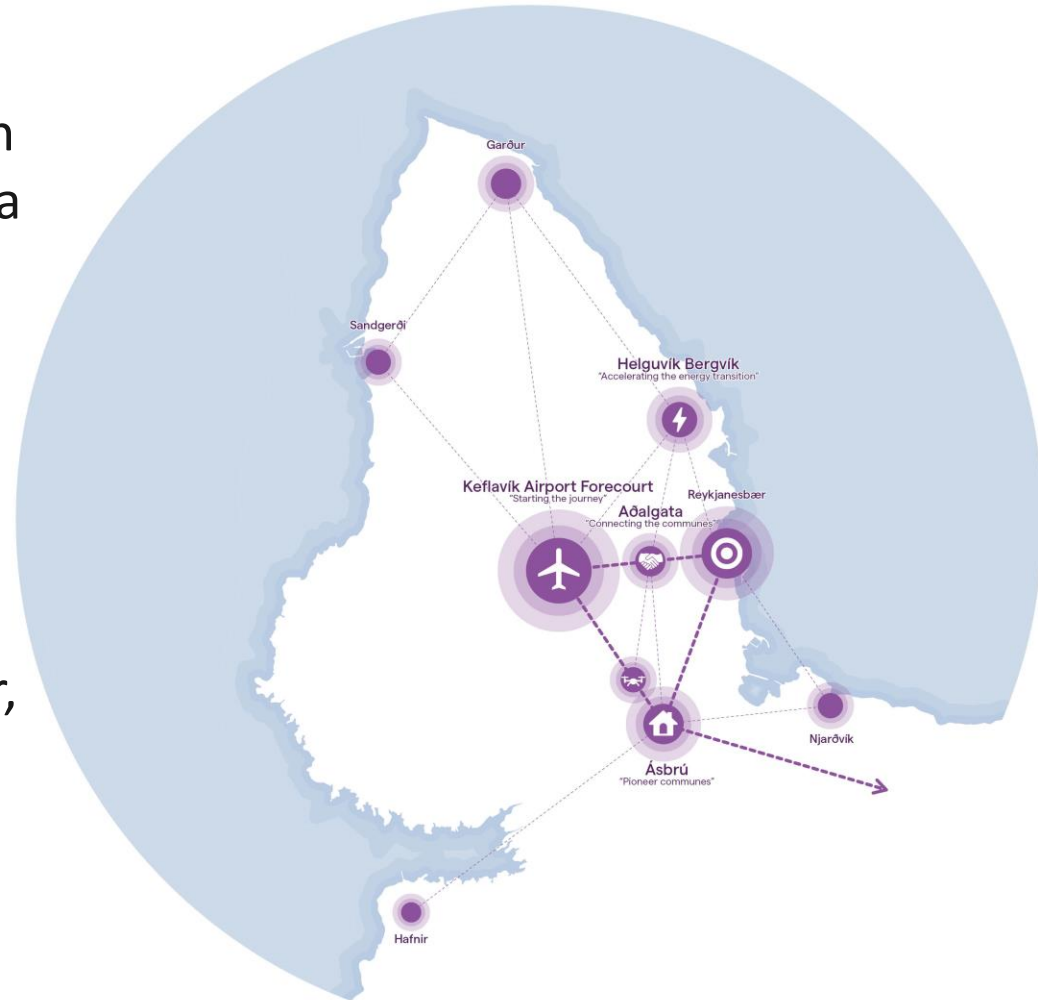 n
a
r,
Garður
Sandgerði
Helguvík Bergvík
"Accelerating the energy transition"
Keflavík Airport Forecourt
"Starting the journey"
Reykjanesbær
Aðalgata
"Connecting the communes"
Njarðvík
Ásbrú
"Pioneer communes"
Hafnir